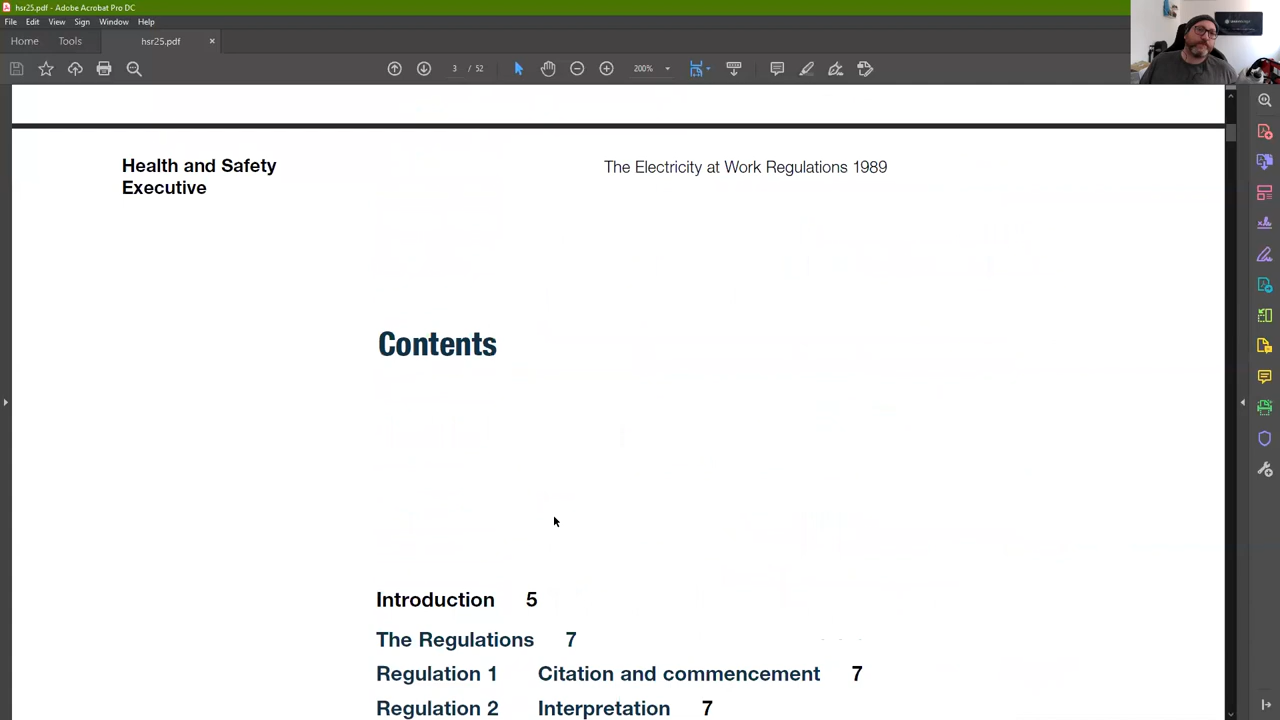 hsr25.pdf - Adobe Acrobat Pro DC
File Edit View Sign Window Help
Home Tools hsr25.pdf ×
3 / 52 200%
Health and Safety
Executive
The Electricity at Work Regulations 1989
Contents
Introduction 5
The Regulations 7
Regulation 1 Citation and commencement 7
Regulation 2 Interpretation 7